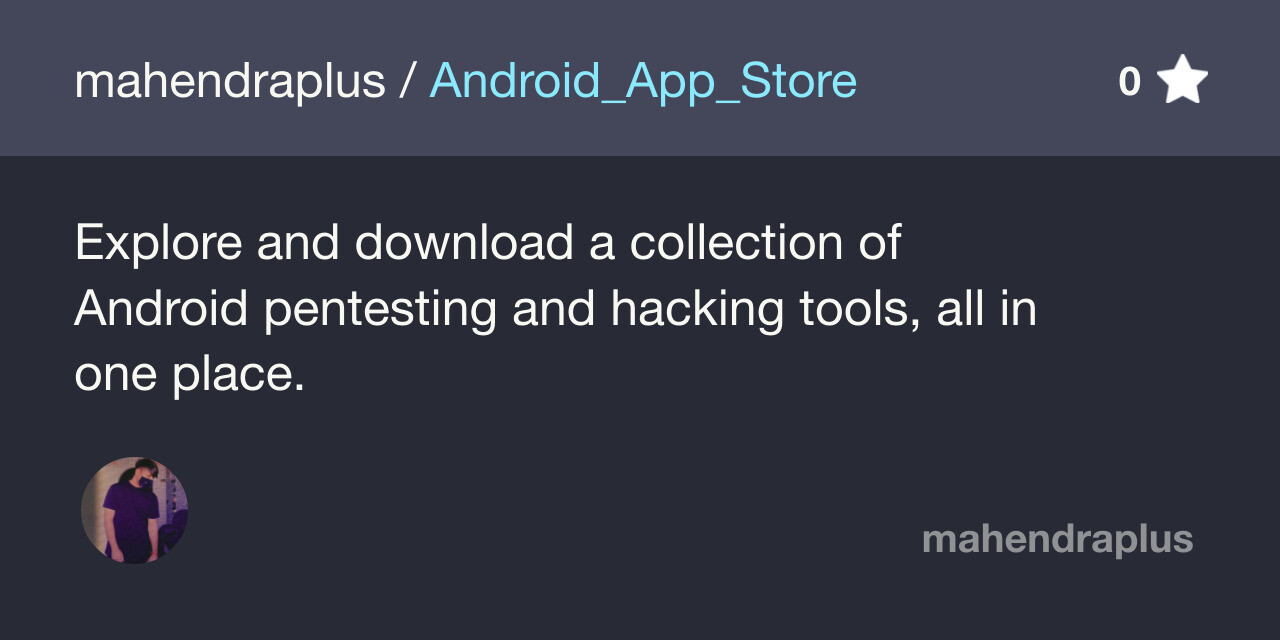 mahendraplus / Android_App_Store
0
Explore and download a collection of
Android pentesting and hacking tools, all in
one place.
mahendraplus